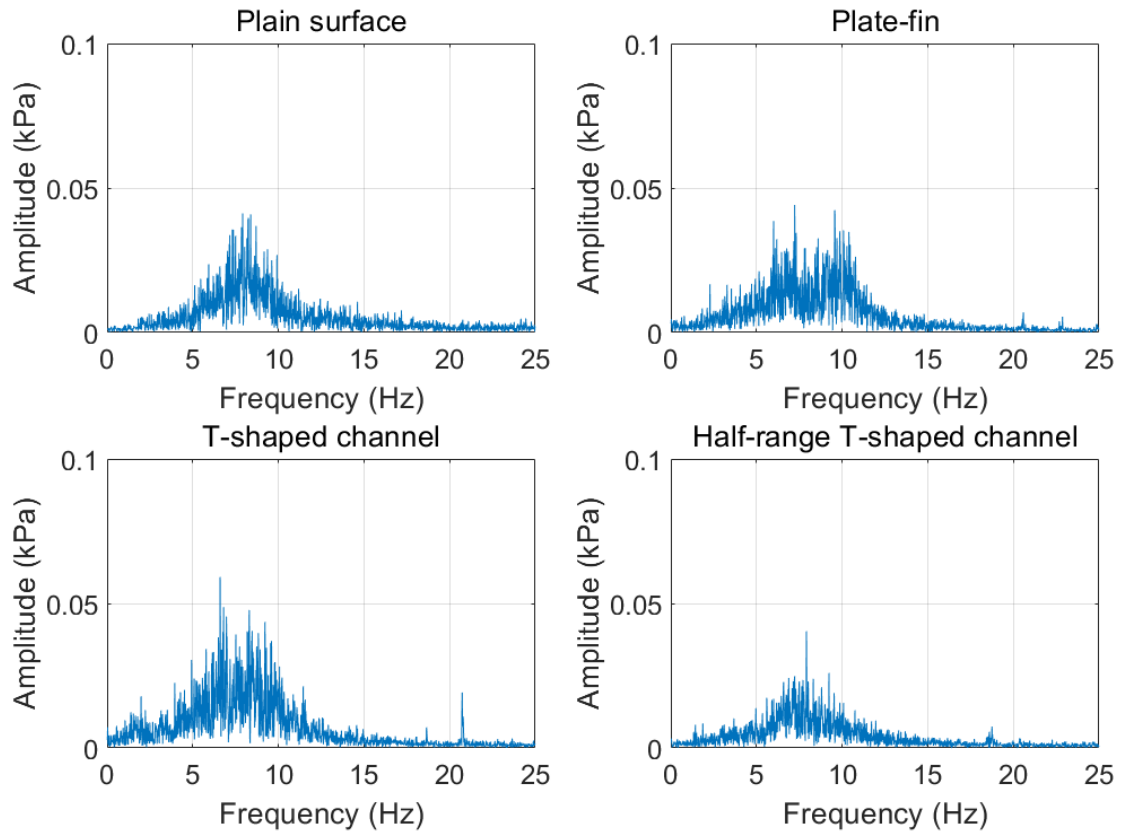 Plain surface
0.1
0.05
0
Amplitude (kPa)
0 5 10 15 20 25
Frequency (Hz)
Plate-fin
0.1
0.05
0
Amplitude (kPa)
0 5 10 15 20 25
Frequency (Hz)
T-shaped channel
0.1
0.05
0
Amplitude (kPa)
0 5 10 15 20 25
Frequency (Hz)
Half-range T-shaped channel
0.1
0.05
0
Amplitude (kPa)
0 5 10 15 20 25
Frequency (Hz)